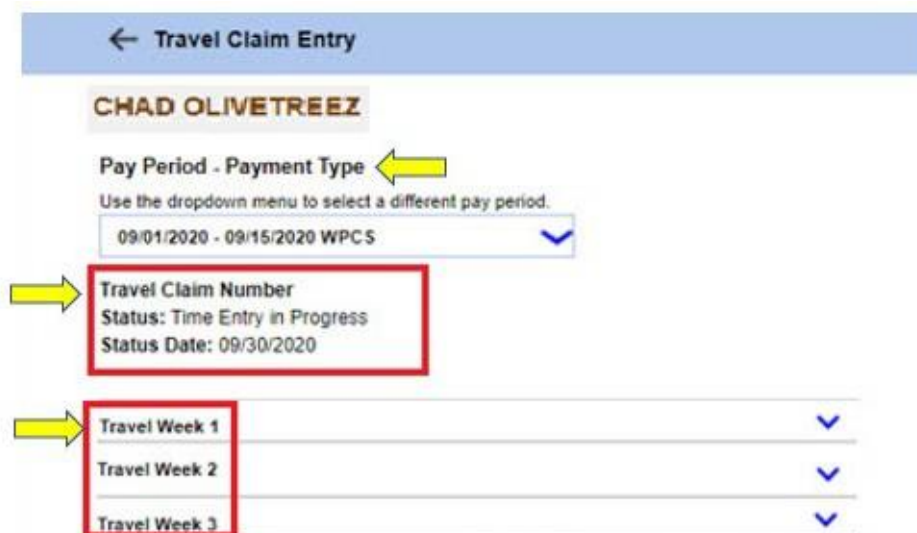 ← Travel Claim Entry
CHAD OLIVETREEZ
Pay Period - Payment Type
Use the dropdown menu to select a different pay period.
09/01/2020 - 09/15/2020 WPCS
Travel Claim Number
Status: Time Entry in Progress
Status Date: 09/30/2020
Travel Week 1
Travel Week 2
Travel Week 3